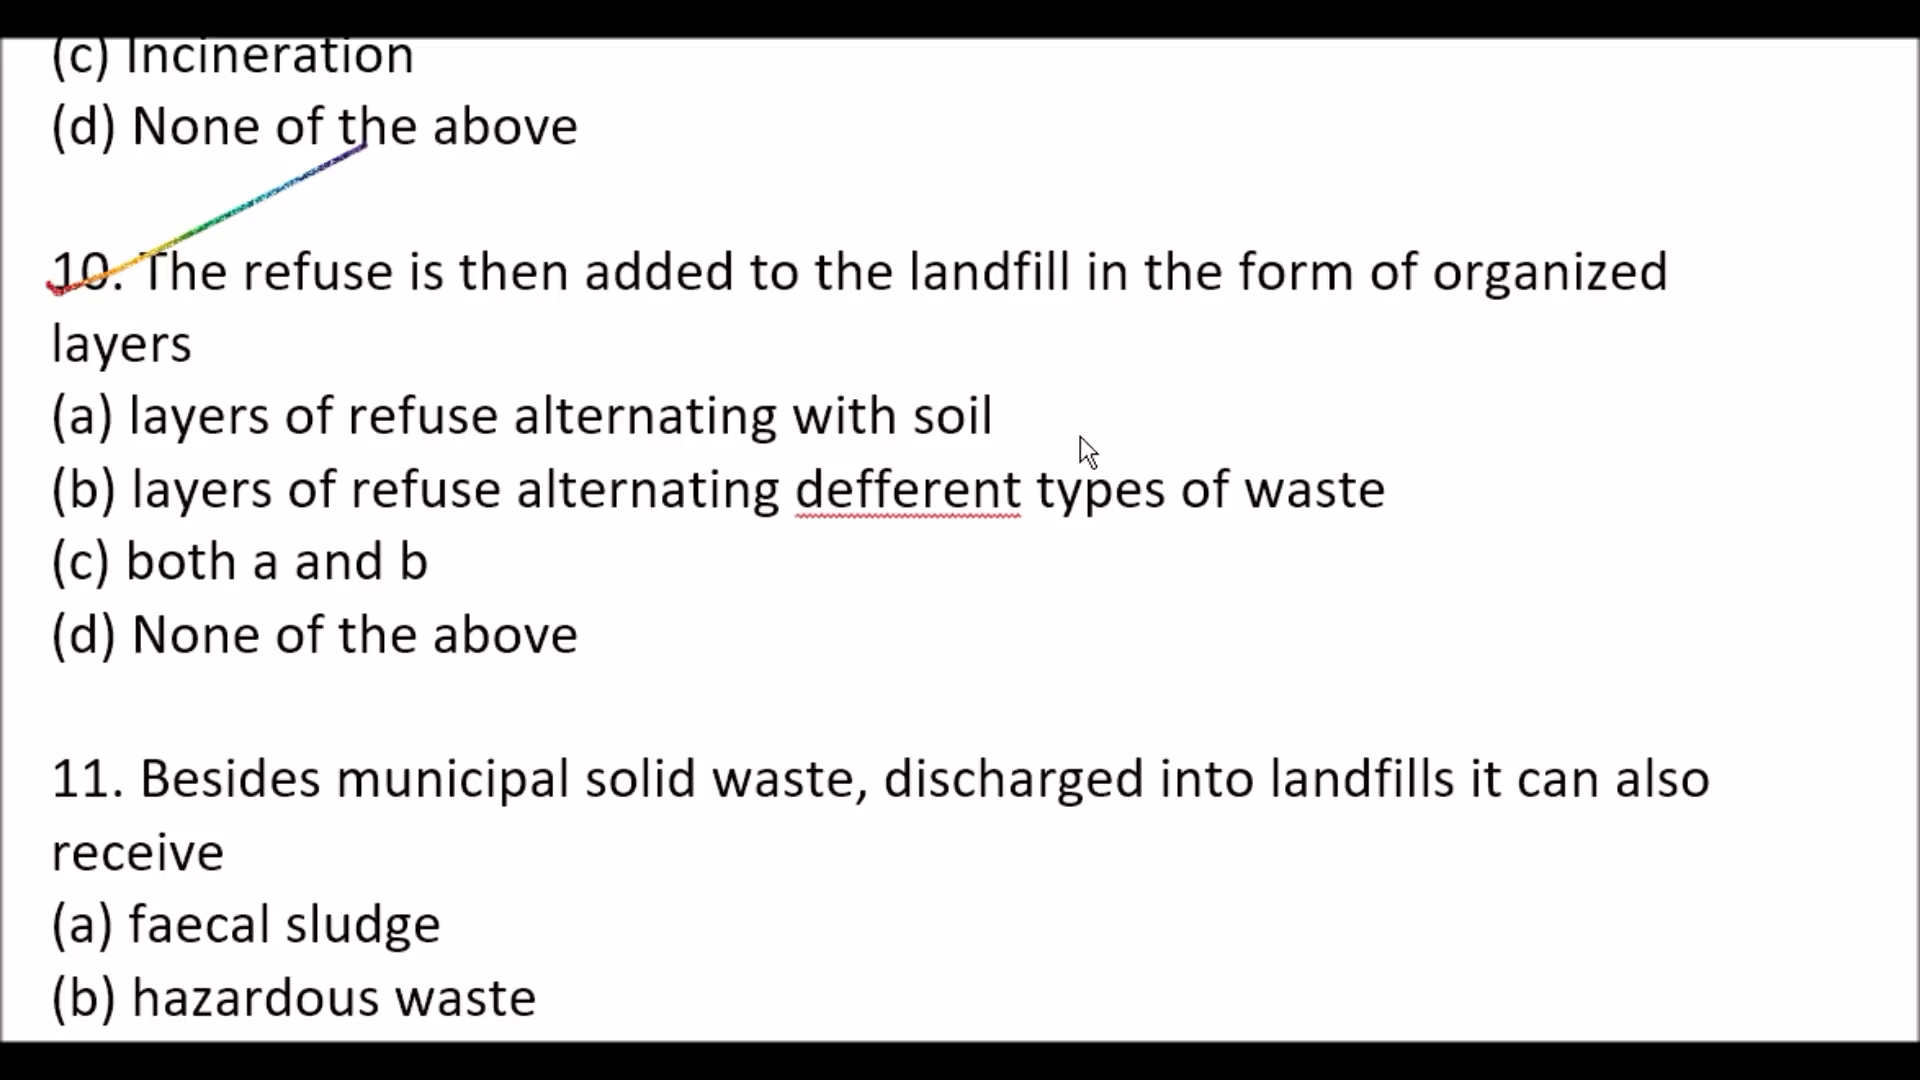 (c) Incineration
(d) None of the above
10. The refuse is then added to the landfill in the form of organized
layers
(a) layers of refuse alternating with soil
(b) layers of refuse alternating defferent types of waste
(c) both a and b
(d) None of the above
11. Besides municipal solid waste, discharged into landfills it can also
receive
(a) faecal sludge
(b) hazardous waste